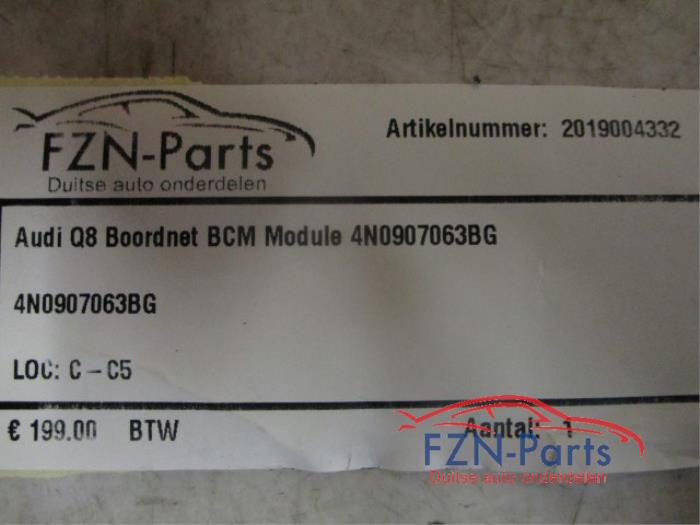 FZN-Parts
Duitse auto onderdelen
Artikelnummer: 2019004332
Audi Q8 Boordnet BCM Module 4N0907063BG
4N0907063BG
LOC: C - C5
€ 199.00 BTW
Aantal: 1
FZN-Parts
Duitse auto onderdelen